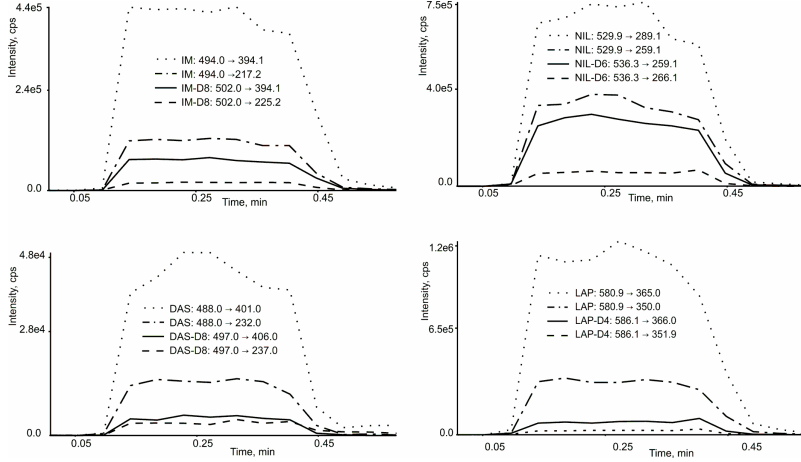 4.4e5
2.4e5
0.0
Intensity, cps
IM: 494.0→394.1
IM: 494.0→217.2
IM-D8: 502.0→394.1
IM-D8: 502.0→225.2
0.05 0.25 0.45
Time, min
7.5e5
4.0e5
0.0
Intensity, cps
NIL: 529.9→289.1
NIL: 529.9→259.1
NIL-D6: 536.3→259.1
NIL-D6: 536.3→266.1
0.05 0.25 0.45
Time, min
4.8e4
2.8e4
0.0
Intensity, cps
DAS: 488.0→401.0
DAS: 488.0→232.0
DAS-D8: 497.0→406.0
DAS-D8: 497.0→237.0
0.05 0.25 0.45
Time, min
1.2e6
6.5e5
0.0
Intensity, cps
LAP: 580.9→365.0
LAP: 580.9→350.0
LAP-D4: 586.1→366.0
LAP-D4: 586.1→351.9
0.05 0.25 0.45
Time, min